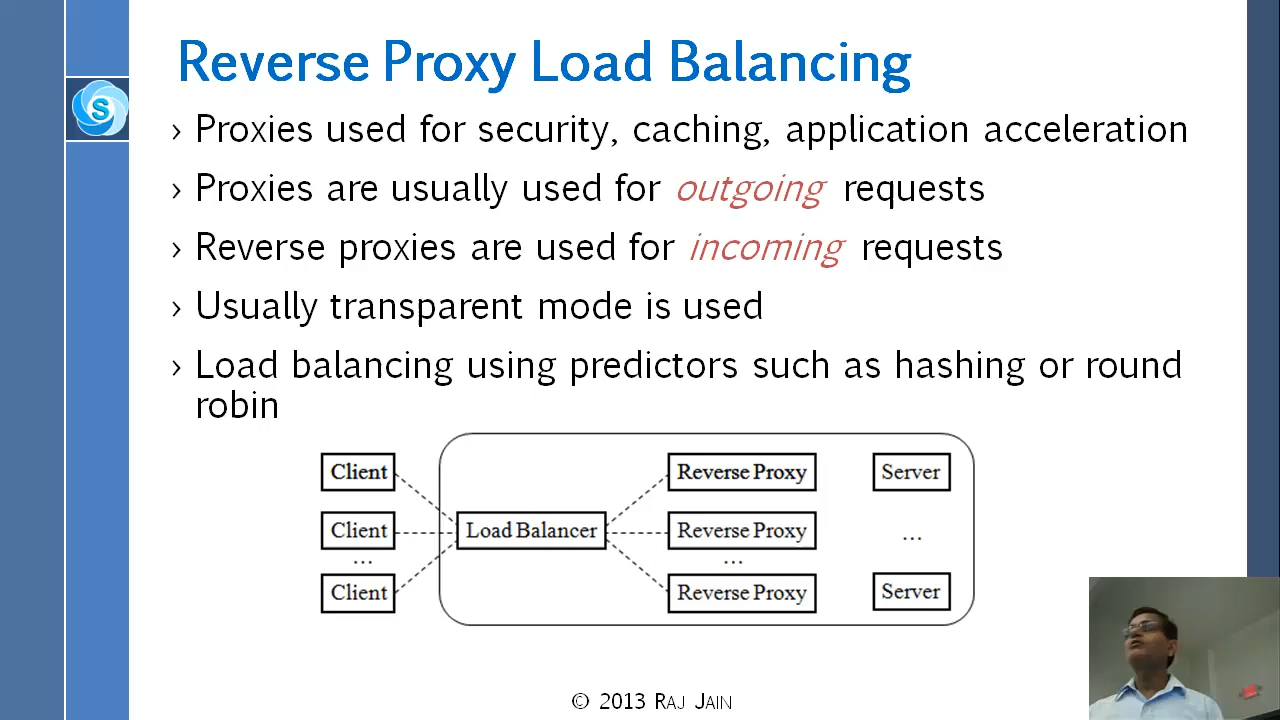 Reverse Proxy Load Balancing
S
› Proxies used for security, caching, application acceleration
› Proxies are usually used for outgoing requests
› Reverse proxies are used for incoming requests
› Usually transparent mode is used
› Load balancing using predictors such as hashing or round
robin
Client Reverse Proxy Server
Client Load Balancer Reverse Proxy ...
... ...
Client Reverse Proxy Server
© 2013 RAJ JAIN